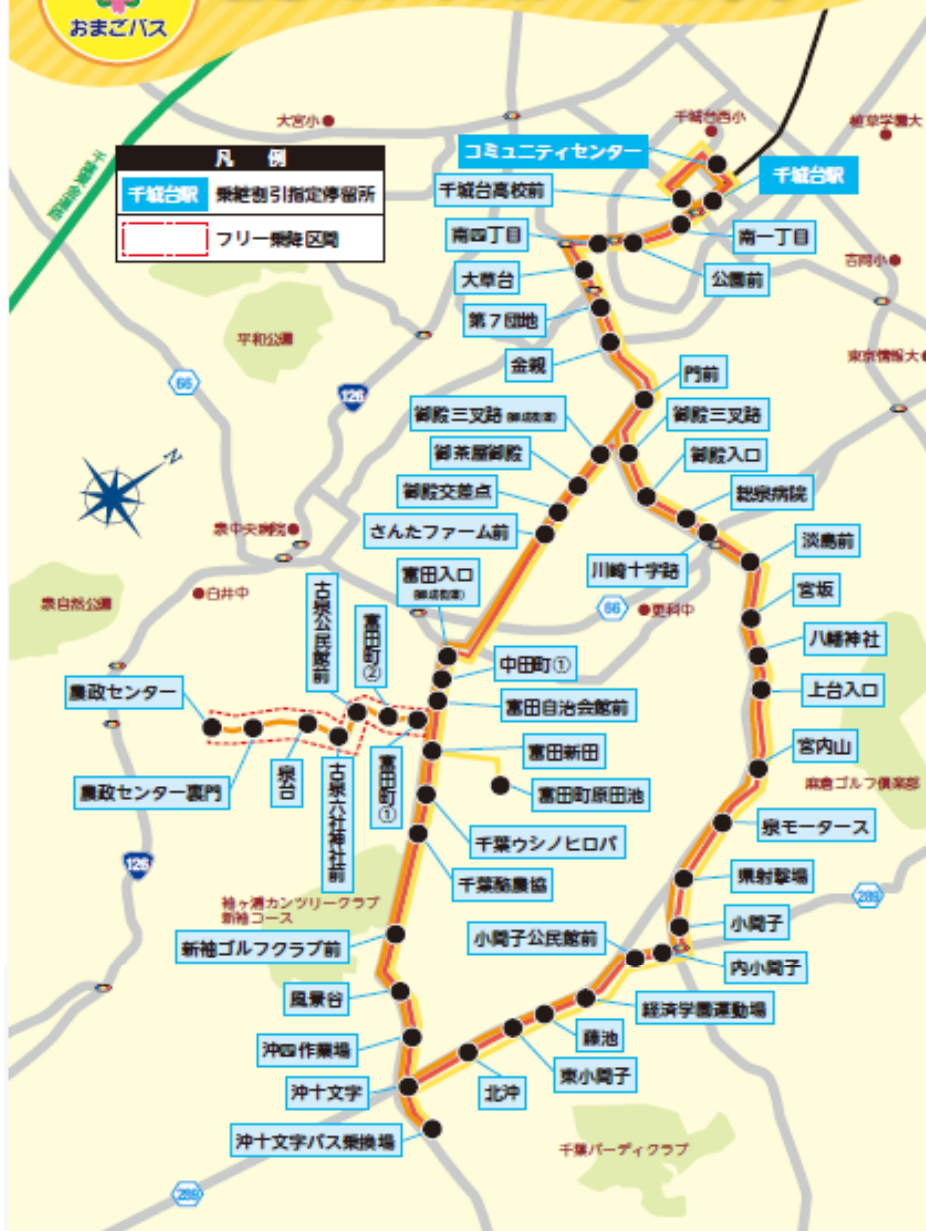 おまごバス
大宮小
千城台西小
植草学園大
凡 例
千城台駅 乗継割引指定停留所
フリー乗降区間
コミュニティセンター
千城台高校前
千城台駅
南四丁目
南一丁目
大草台
公園前
吉岡小
第7団地
平和公園
金親
東京情報大
門前
66
126
御殿三叉路
御殿三叉路
御茶屋御殿
御殿入口
N
御殿交差点
総泉病院
泉中央病院
さんたファーム前
淡島前
川崎十字路
富田入口
宮坂
泉自然公園
白井中
66
更科中
古泉公民館前
富田町②
八幡神社
中田町①
農政センター
上台入口
富田自治会館前
富田新田
宮内山
農政センター裏門
泉台
古泉六社神社前
富田町①
富田町原田池
麻倉ゴルフ倶楽部
千葉ウシノヒロバ
泉モータース
126
千葉酪農協
県射撃場
袖ヶ浦カンツリークラブ
新袖コース
289
小間子公民館前
小間子
新袖ゴルフクラブ前
内小間子
風景谷
経済学園運動場
沖四作業場
藤池
東小間子
沖十文字
北沖
沖十文字バス乗換場
千葉バーディクラブ
289